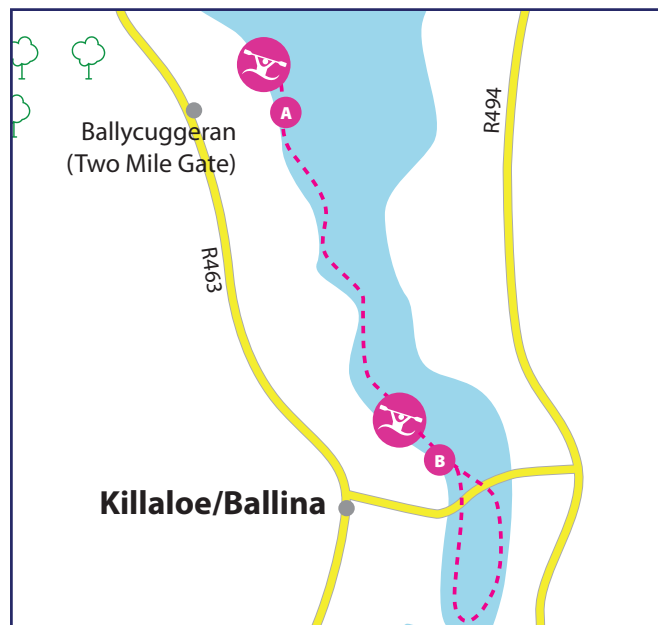 A
R494
Ballycuggeran
(Two Mile Gate)
R463
B
Killaloe/Ballina